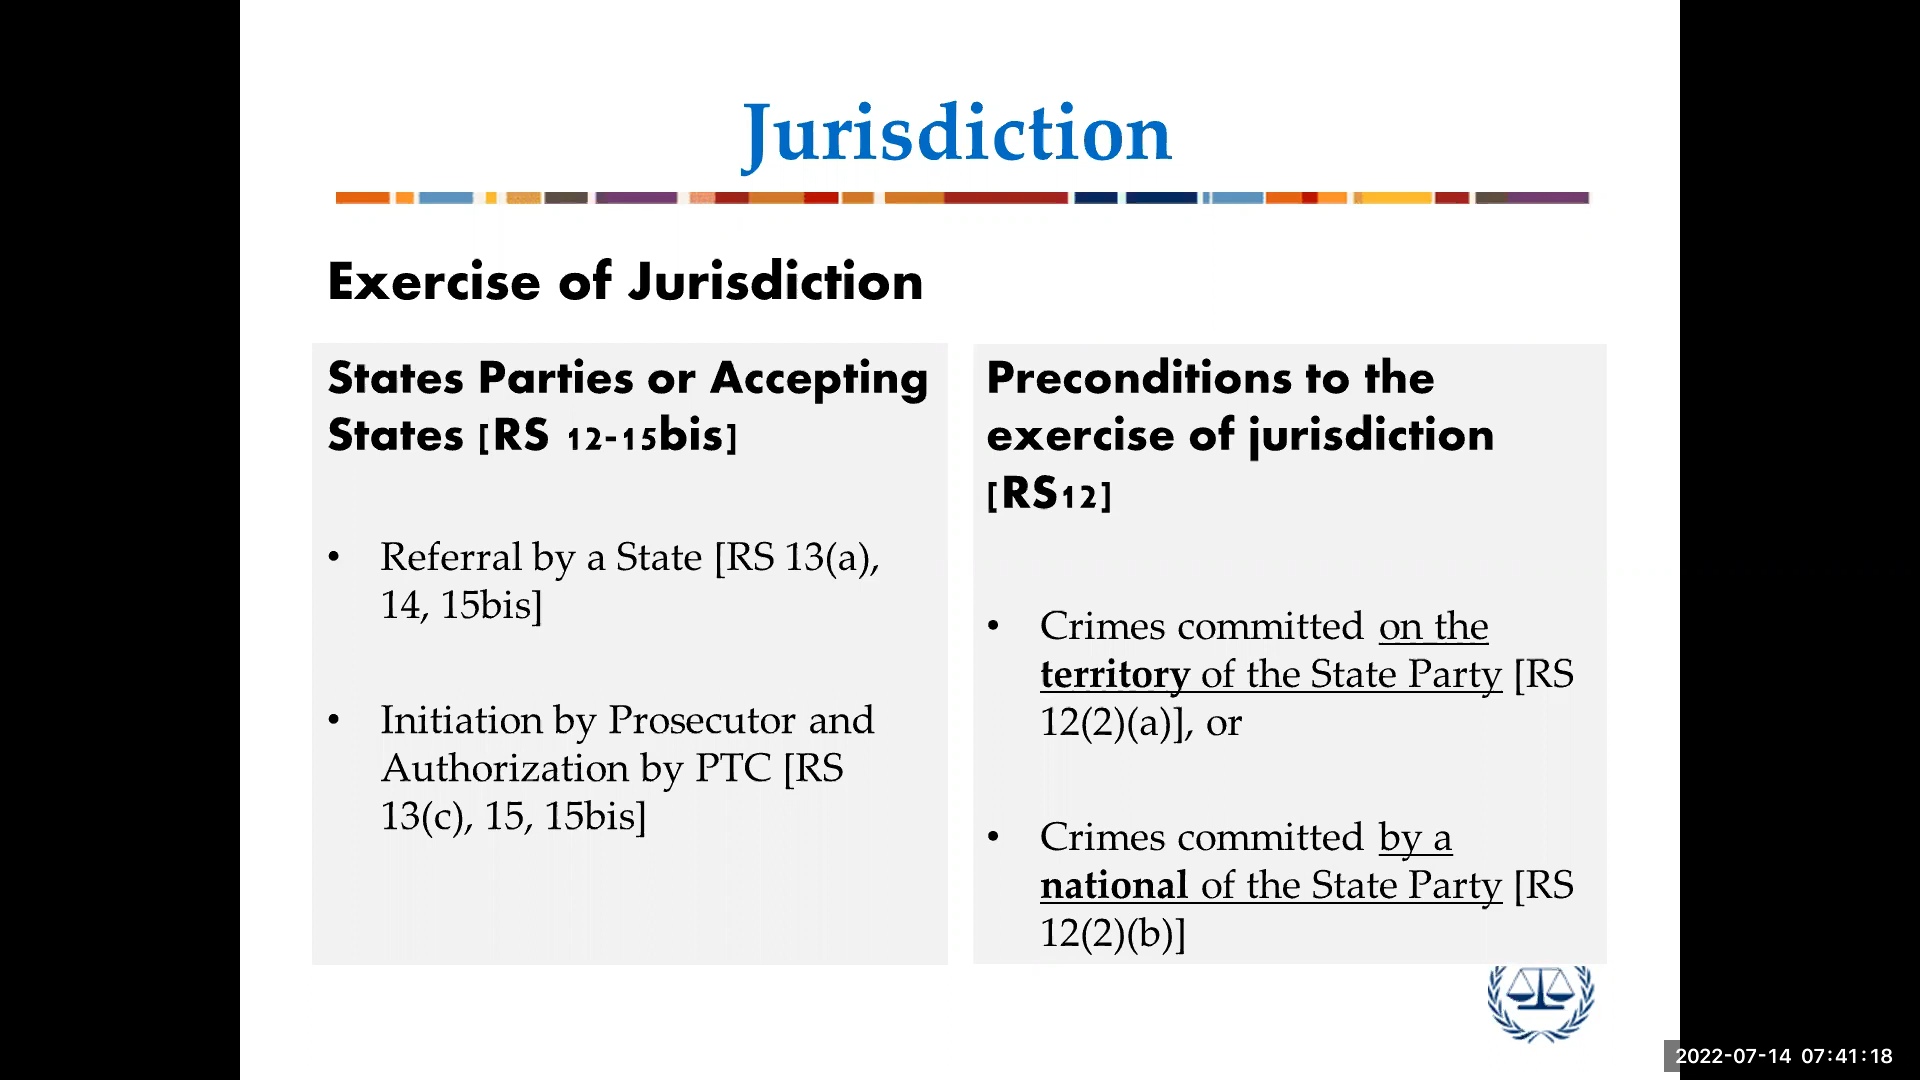 Jurisdiction
Exercise of Jurisdiction
States Parties or Accepting
States [RS 12-15bis]
• Referral by a State [RS 13(a),
14, 15bis]
• Initiation by Prosecutor and
Authorization by PTC [RS
13(c), 15, 15bis]
Preconditions to the
exercise of jurisdiction
[RS12]
• Crimes committed on the
territory of the State Party [RS
12(2)(a)], or
• Crimes committed by a
national of the State Party [RS
12(2)(b)]
2022-07-14 07:41:18